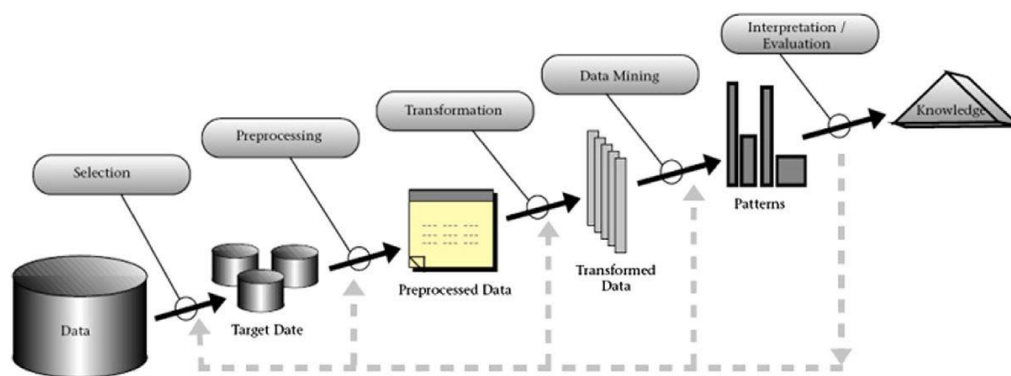 Interpretation /
Evaluation
Data Mining
Transformation
Preprocessing
Selection
Knowledge
Patterns
Transformed
Data
Preprocessed Data
Target Date
Data